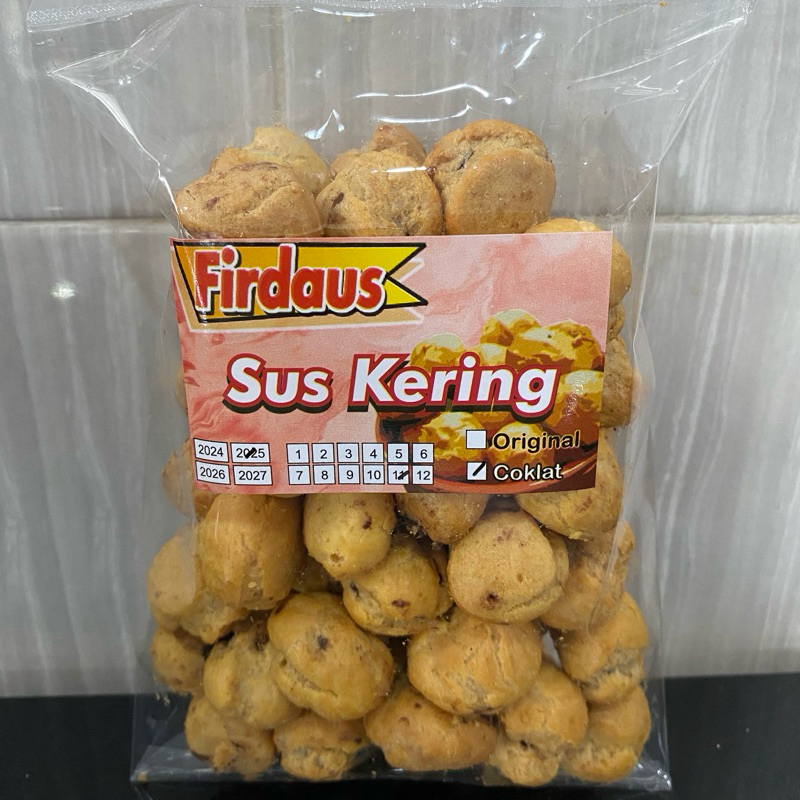 Firdaus
Sus Kering
Original
Coklat
2024 2025 1 2 3 4 5 6
2026 2027 7 8 9 10 11 12